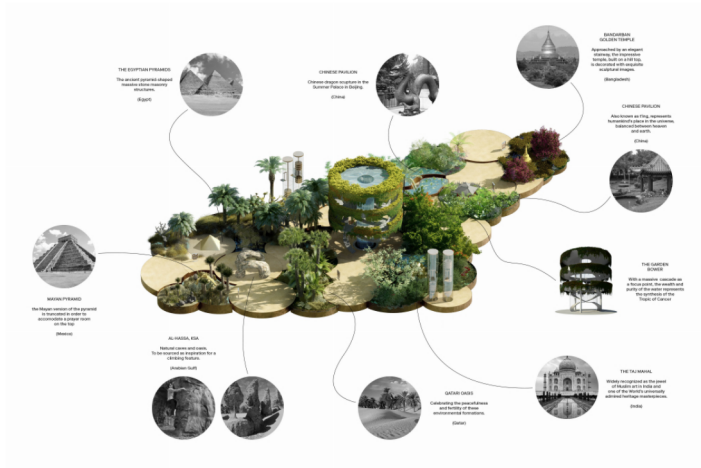 BANDARBAN
GOLDEN TEMPLE
Approached by an elegant
stairway, the impressive
temple, built on a hill top,
is decorated with exquisite
sculptural images.
(Bangladesh)
THE EGYPTIAN PYRAMIDS
The ancient pyramid-shaped
massive stone masonry
structures.
(Egypt)
CHINESE PAVILION
Chinese dragon scupture in the
Summer Palace in Beijing.
(China)
CHINESE PAVILION
Also known as t'ing, represents
humankind's place in the universe,
balanced between heaven
and earth.
(China)
MAYAN PYRAMID
the Mayan version of the pyramid
is truncated in order to
accomodate a prayer room
on the top
(Mexico)
THE GARDEN
BOWER
With a massive cascade as
a focus point, the wealth and
purity of the water represents
the synthesis of the
Tropic of Cancer
AL-HASSA, KSA
Natural caves and oasis.
To be sourced as inspiration for a
climbing feature.
(Arabian Gulf)
QATARI OASIS
Celebrating the peacefulness
and fertility of these
environmental formations.
(Qatar)
THE TAJ MAHAL
Widely recognized as the jewel
of Muslim art in India and
one of the World's universally
admired heritage masterpieces.
(India)